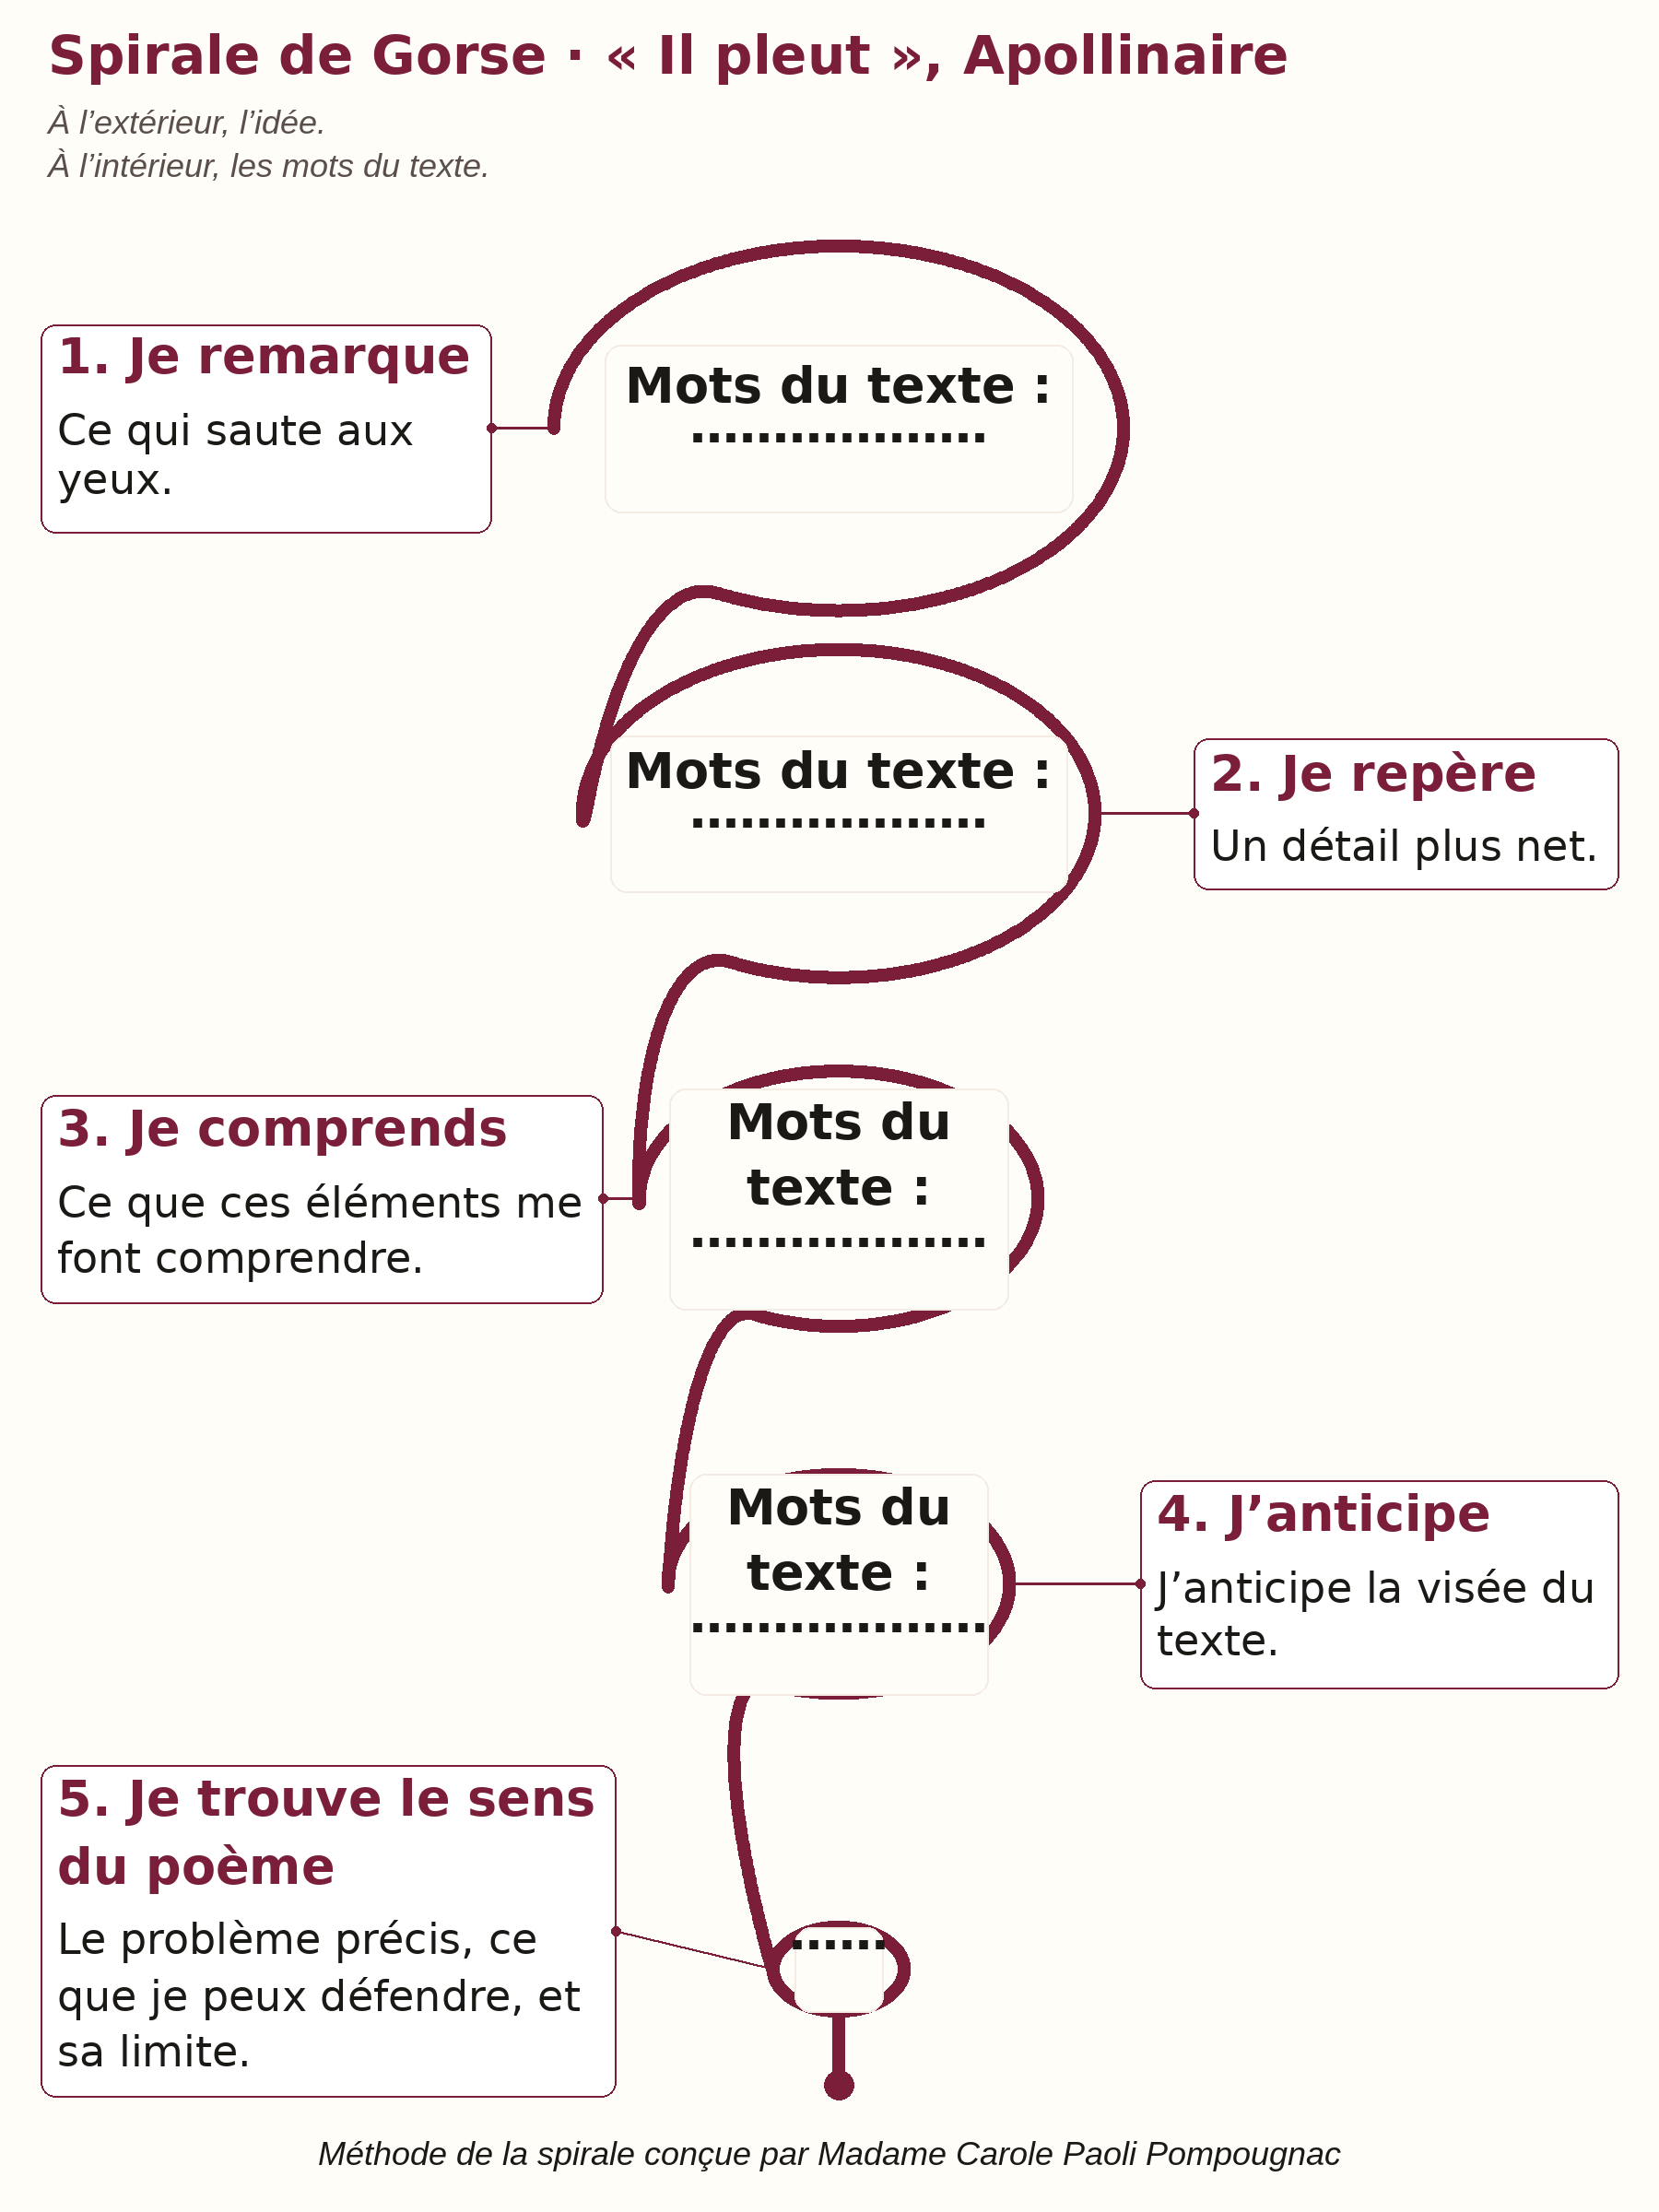 Spirale de Gorse · « Il pleut », Apollinaire
À l’extérieur, l’idée.
À l’intérieur, les mots du texte.
1. Je remarque
Ce qui saute aux
yeux.
Mots du texte :
..................
Mots du texte :
..................
2. Je repère
Un détail plus net.
3. Je comprends
Ce que ces éléments me
font comprendre.
Mots du
texte :
..................
Mots du
texte :
..................
4. J’anticipe
J’anticipe la visée du
texte.
5. Je trouve le sens
du poème
Le problème précis, ce
que je peux défendre, et
sa limite.
......
Méthode de la spirale conçue par Madame Carole Paoli Pompougnac